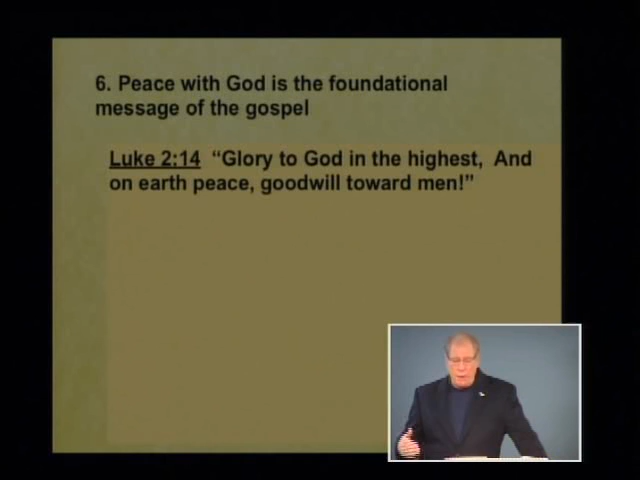 6. Peace with God is the foundational
message of the gospel
Luke 2:14 “Glory to God in the highest, And
on earth peace, goodwill toward men!”